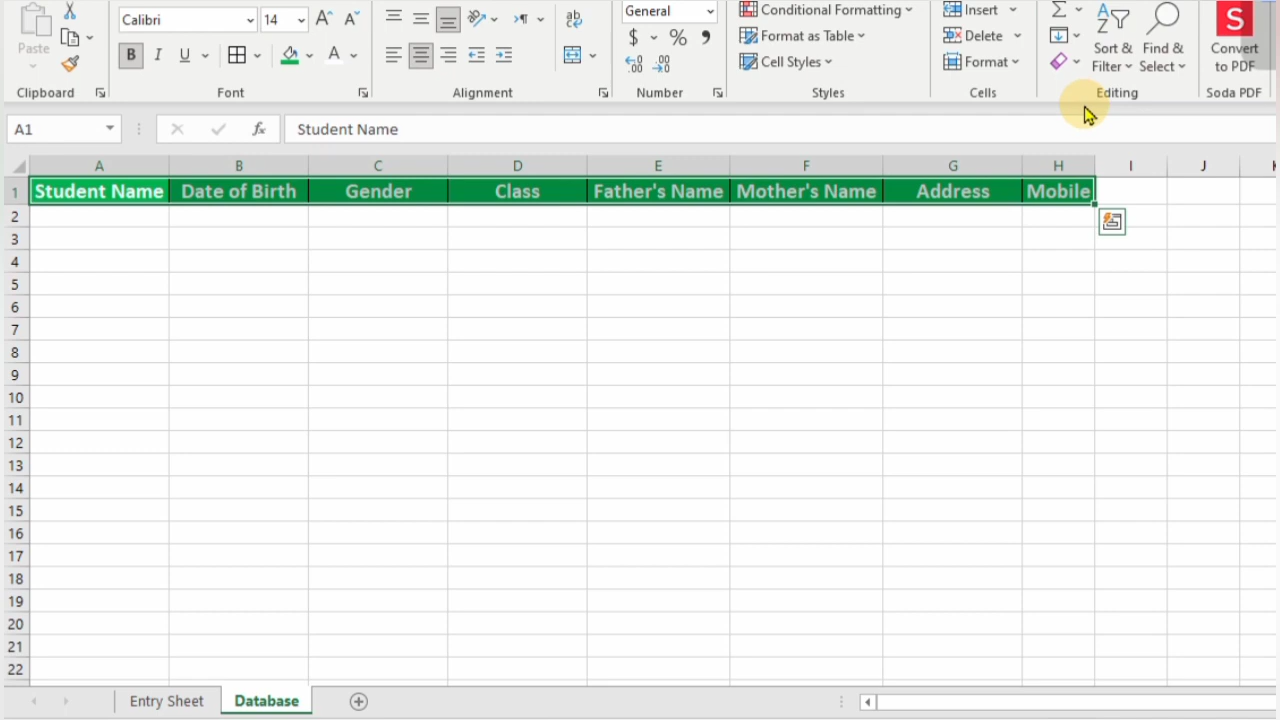 Calibri 14 General Conditional Formatting Insert
Paste B I U A $ % 9 Format as Table Delete Sort & Find & Convert
Cell Styles Format Filter Select to PDF
Clipboard Font Alignment Number Styles Cells Editing Soda PDF
A1 fx Student Name
A B C D E F G H I J
1 Student Name Date of Birth Gender Class Father's Name Mother's Name Address Mobile
2
3
4
5
6
7
8
9
10
11
12
13
14
15
16
17
18
19
20
21
22
Entry Sheet Database